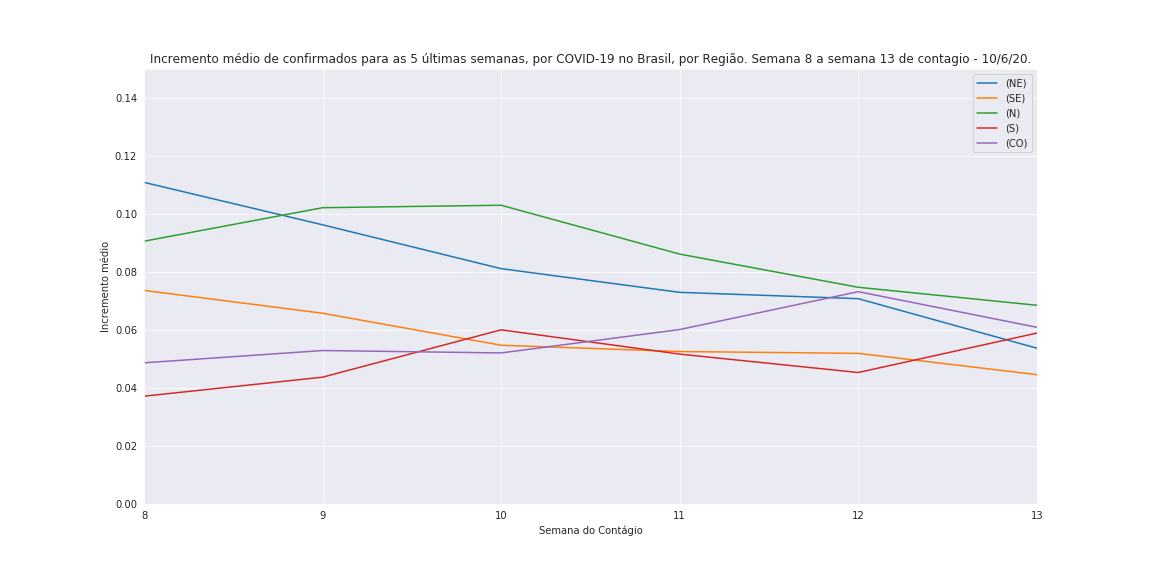 Incremento médio de confirmados para as 5 últimas semanas, por COVID-19 no Brasil, por Região. Semana 8 a semana 13 de contagio - 10/6/20.
(NE)
(SE)
(N)
(S)
(CO)
Incremento médio
0.14
0.12
0.10
0.08
0.06
0.04
0.02
0.00
8 9 10 11 12 13
Semana do Contágio